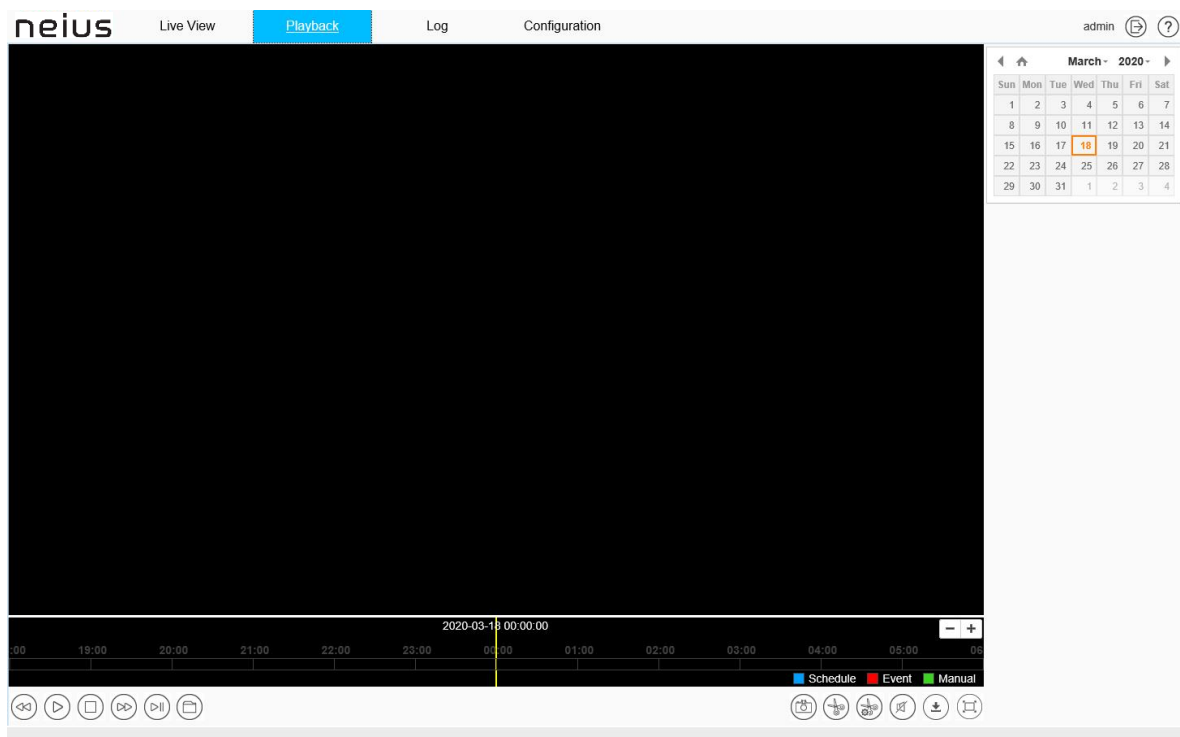 neius Live View Playback Log Configuration admin ?
March 2020
Sun Mon Tue Wed Thu Fri Sat
1 2 3 4 5 6 7
8 9 10 11 12 13 14
15 16 17 18 19 20 21
22 23 24 25 26 27 28
29 30 31 1 2 3 4
2020-03-18 00:00:00 - +
:00 19:00 20:00 21:00 22:00 23:00 00:00 01:00 02:00 03:00 04:00 05:00 06
Schedule Event Manual